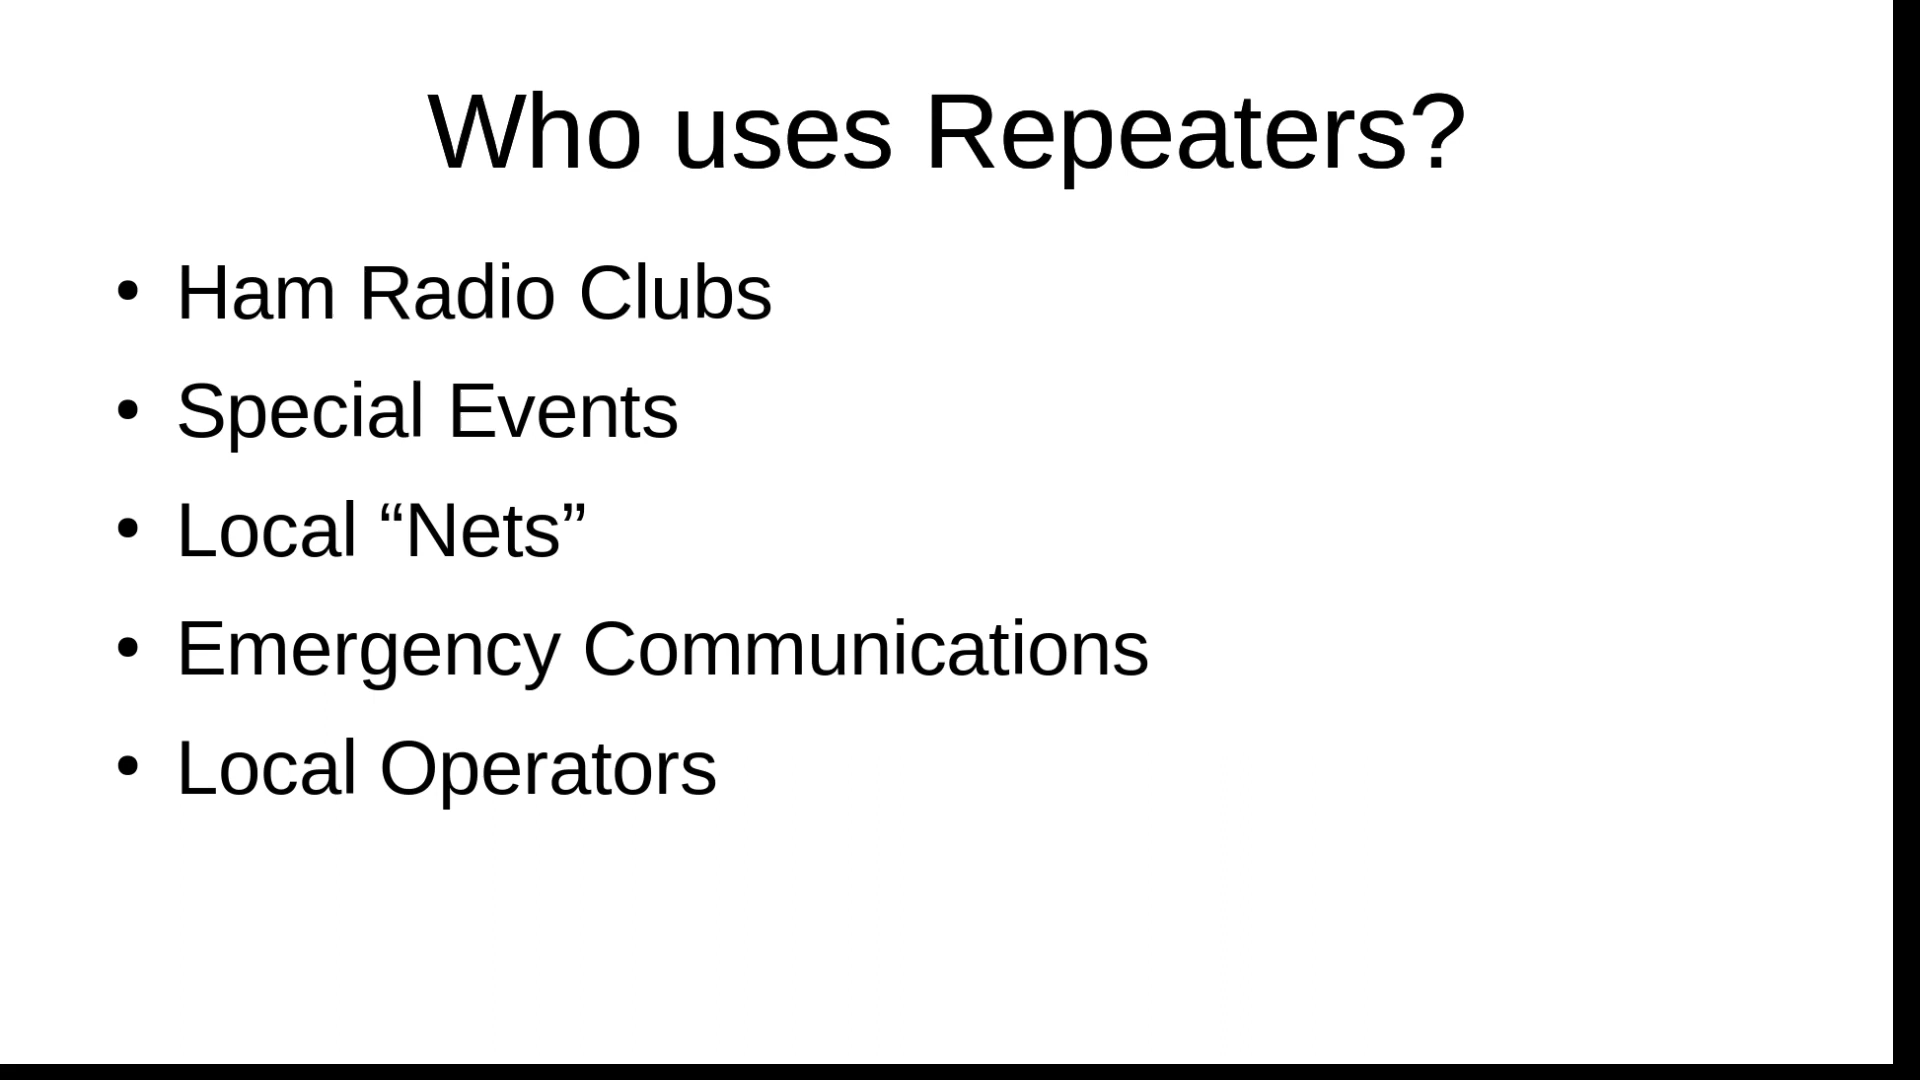 Who uses Repeaters?
• Ham Radio Clubs
• Special Events
• Local “Nets”
• Emergency Communications
• Local Operators